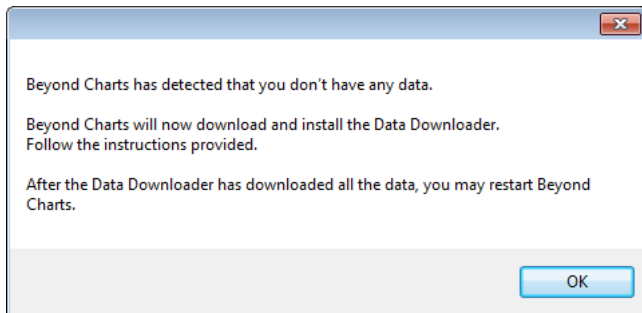 Beyond Charts has detected that you don't have any data.
Beyond Charts will now download and install the Data Downloader.
Follow the instructions provided.
After the Data Downloader has downloaded all the data, you may restart Beyond
Charts.
OK